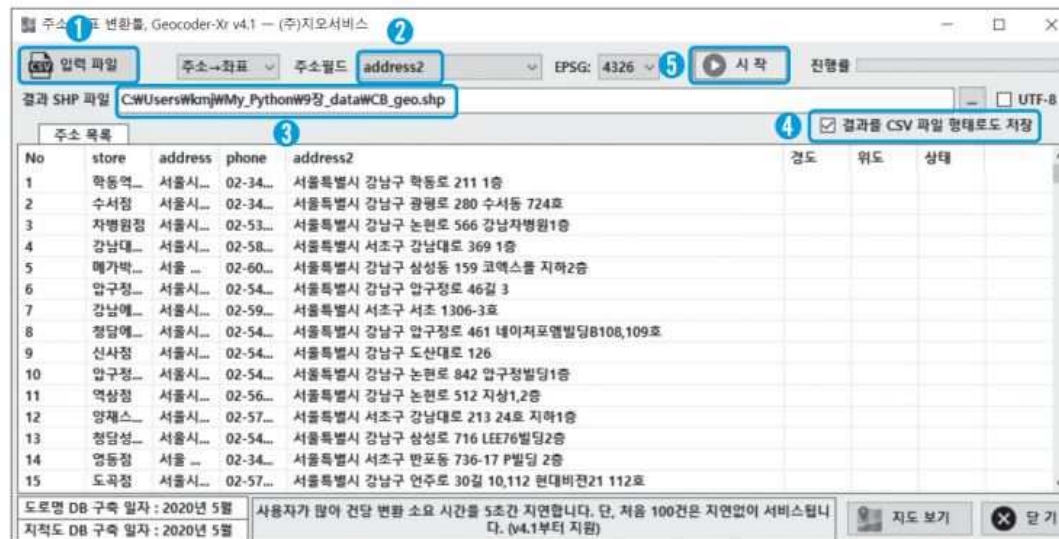 주소 변환툴, Geocoder-Xr v4.1 — (주)지오서비스
1
2
CSV 입력 파일 주소→좌표 주소필드 address2 EPSG: 4326 5 시 작 진행률
결과 SHP 파일 C:₩Users₩kmj₩My_Python₩9장_data₩CB_geo.shp ... UTF-8
주소 목록 3 4 결과를 CSV 파일 형태로도 저장
No store address phone address2 경도 위도 상태
1 학동역... 서울시... 02-34... 서울특별시 강남구 학동로 211 1층
2 수서점 서울시... 02-34... 서울특별시 강남구 광평로 280 수서동 724호
3 차병원점 서울시... 02-53... 서울특별시 강남구 논현로 566 강남차병원1층
4 강남대... 서울시... 02-58... 서울특별시 서초구 강남대로 369 1층
5 메가박... 서울 ... 02-60... 서울특별시 강남구 삼성동 159 코엑스몰 지하2층
6 압구정... 서울시... 02-54... 서울특별시 강남구 압구정로 46길 3
7 강남에... 서울시... 02-59... 서울특별시 서초구 서초 1306-3호
8 청담에... 서울시... 02-54... 서울특별시 강남구 압구정로 461 네이처포엠빌딩B108,109호
9 신사점 서울시... 02-54... 서울특별시 강남구 도산대로 126
10 압구정... 서울시... 02-54... 서울특별시 강남구 논현로 842 압구정빌딩1층
11 역삼점 서울시... 02-56... 서울특별시 강남구 논현로 512 지상1,2층
12 양재스... 서울시... 02-57... 서울특별시 서초구 강남대로 213 24호 지하1층
13 청담성... 서울시... 02-54... 서울특별시 강남구 삼성로 716 LEE76빌딩2층
14 영동점 서울 ... 02-34... 서울특별시 서초구 반포동 736-17 P빌딩 2층
15 도곡점 서울시... 02-57... 서울특별시 강남구 언주로 30길 10,112 현대비전21 112호
도로명 DB 구축 일자 : 2020년 5월
지적도 DB 구축 일자 : 2020년 5월
사용자가 많아 건당 변환 소요 시간을 5초간 지연합니다. 단, 처음 100건은 지연없이 서비스됩니
다. (v4.1부터 지원)
지도 보기 닫 기